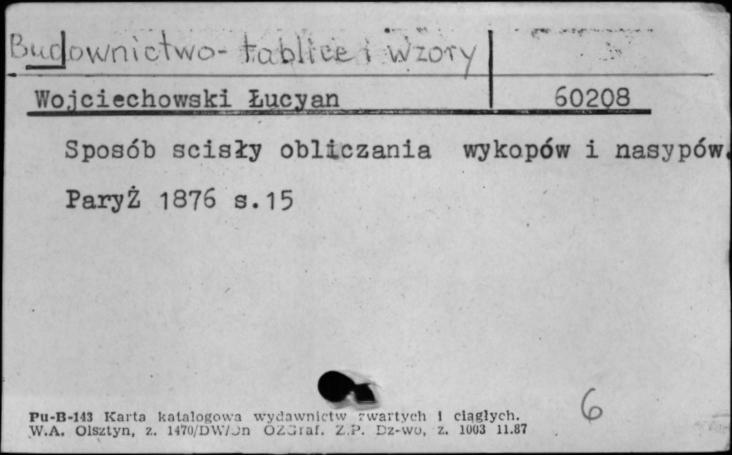 Budownictwo - tablice i wzory
Wojciechowski Łucyan 60208
Sposób scisły obliczania wykopów i nasypów.
ParyŻ 1876 s.15
6
Pu-B-143 Karta katalogowa wydawnictw zwartych i ciągłych.
W.A. Olsztyn, z. 1470/DW/Jn OZGraf. Z.P. Dz-wo, z. 1003 11.87